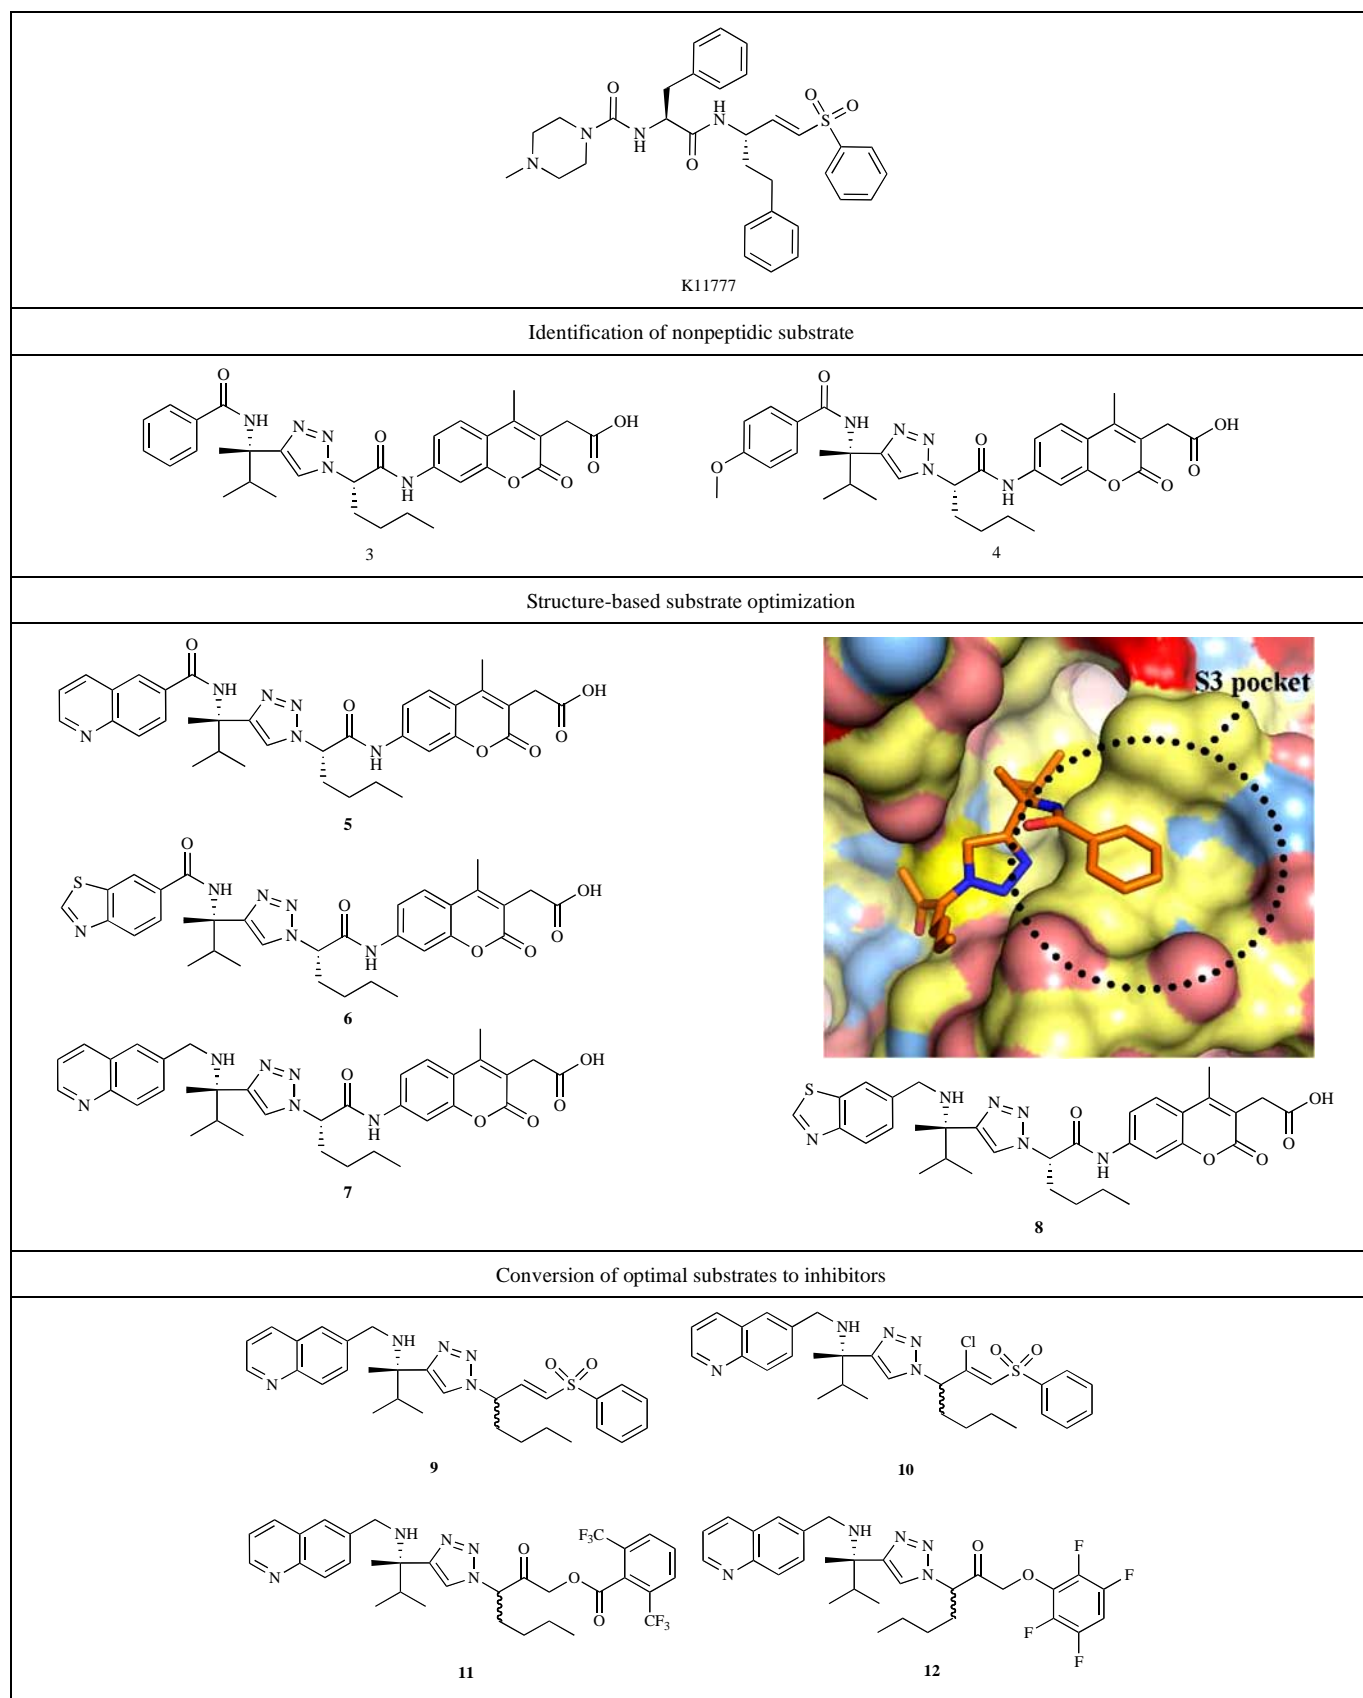 K11777
Identification of nonpeptidic substrate
3
4
Structure-based substrate optimization
5
6
7
S3 pocket
8
Conversion of optimal substrates to inhibitors
9
10
11
12